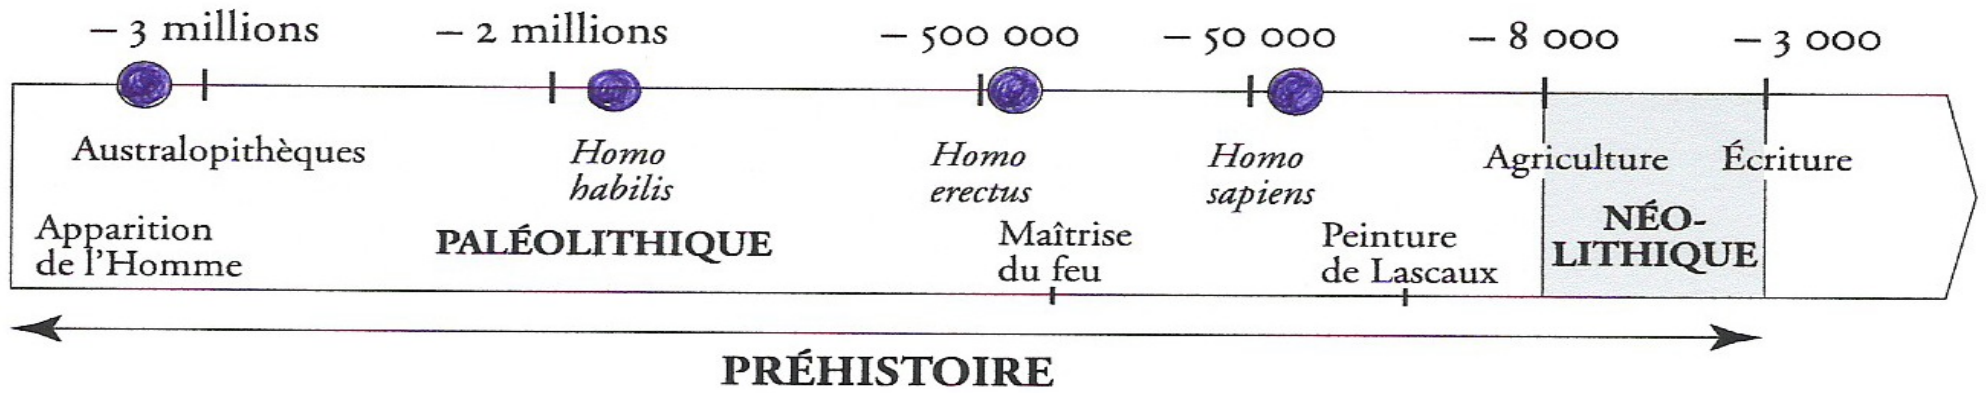 – 3 millions – 2 millions – 500 000 – 50 000 – 8 000 – 3 000
Australopithèques
Homo
habilis
Homo
erectus
Homo
sapiens
Agriculture
Écriture
Apparition
de l'Homme
PALÉOLITHIQUE
Maîtrise
du feu
Peinture
de Lascaux
NÉO-
LITHIQUE
PRÉHISTOIRE